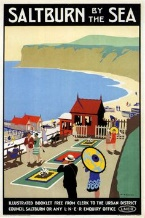 SALTBURN BY THE SEA
ILLUSTRATED BOOKLET FREE FROM CLERK TO THE URBAN DISTRICT
COUNCIL SALTBURN OR ANY L·N·E·R ENQUIRY OFFICE